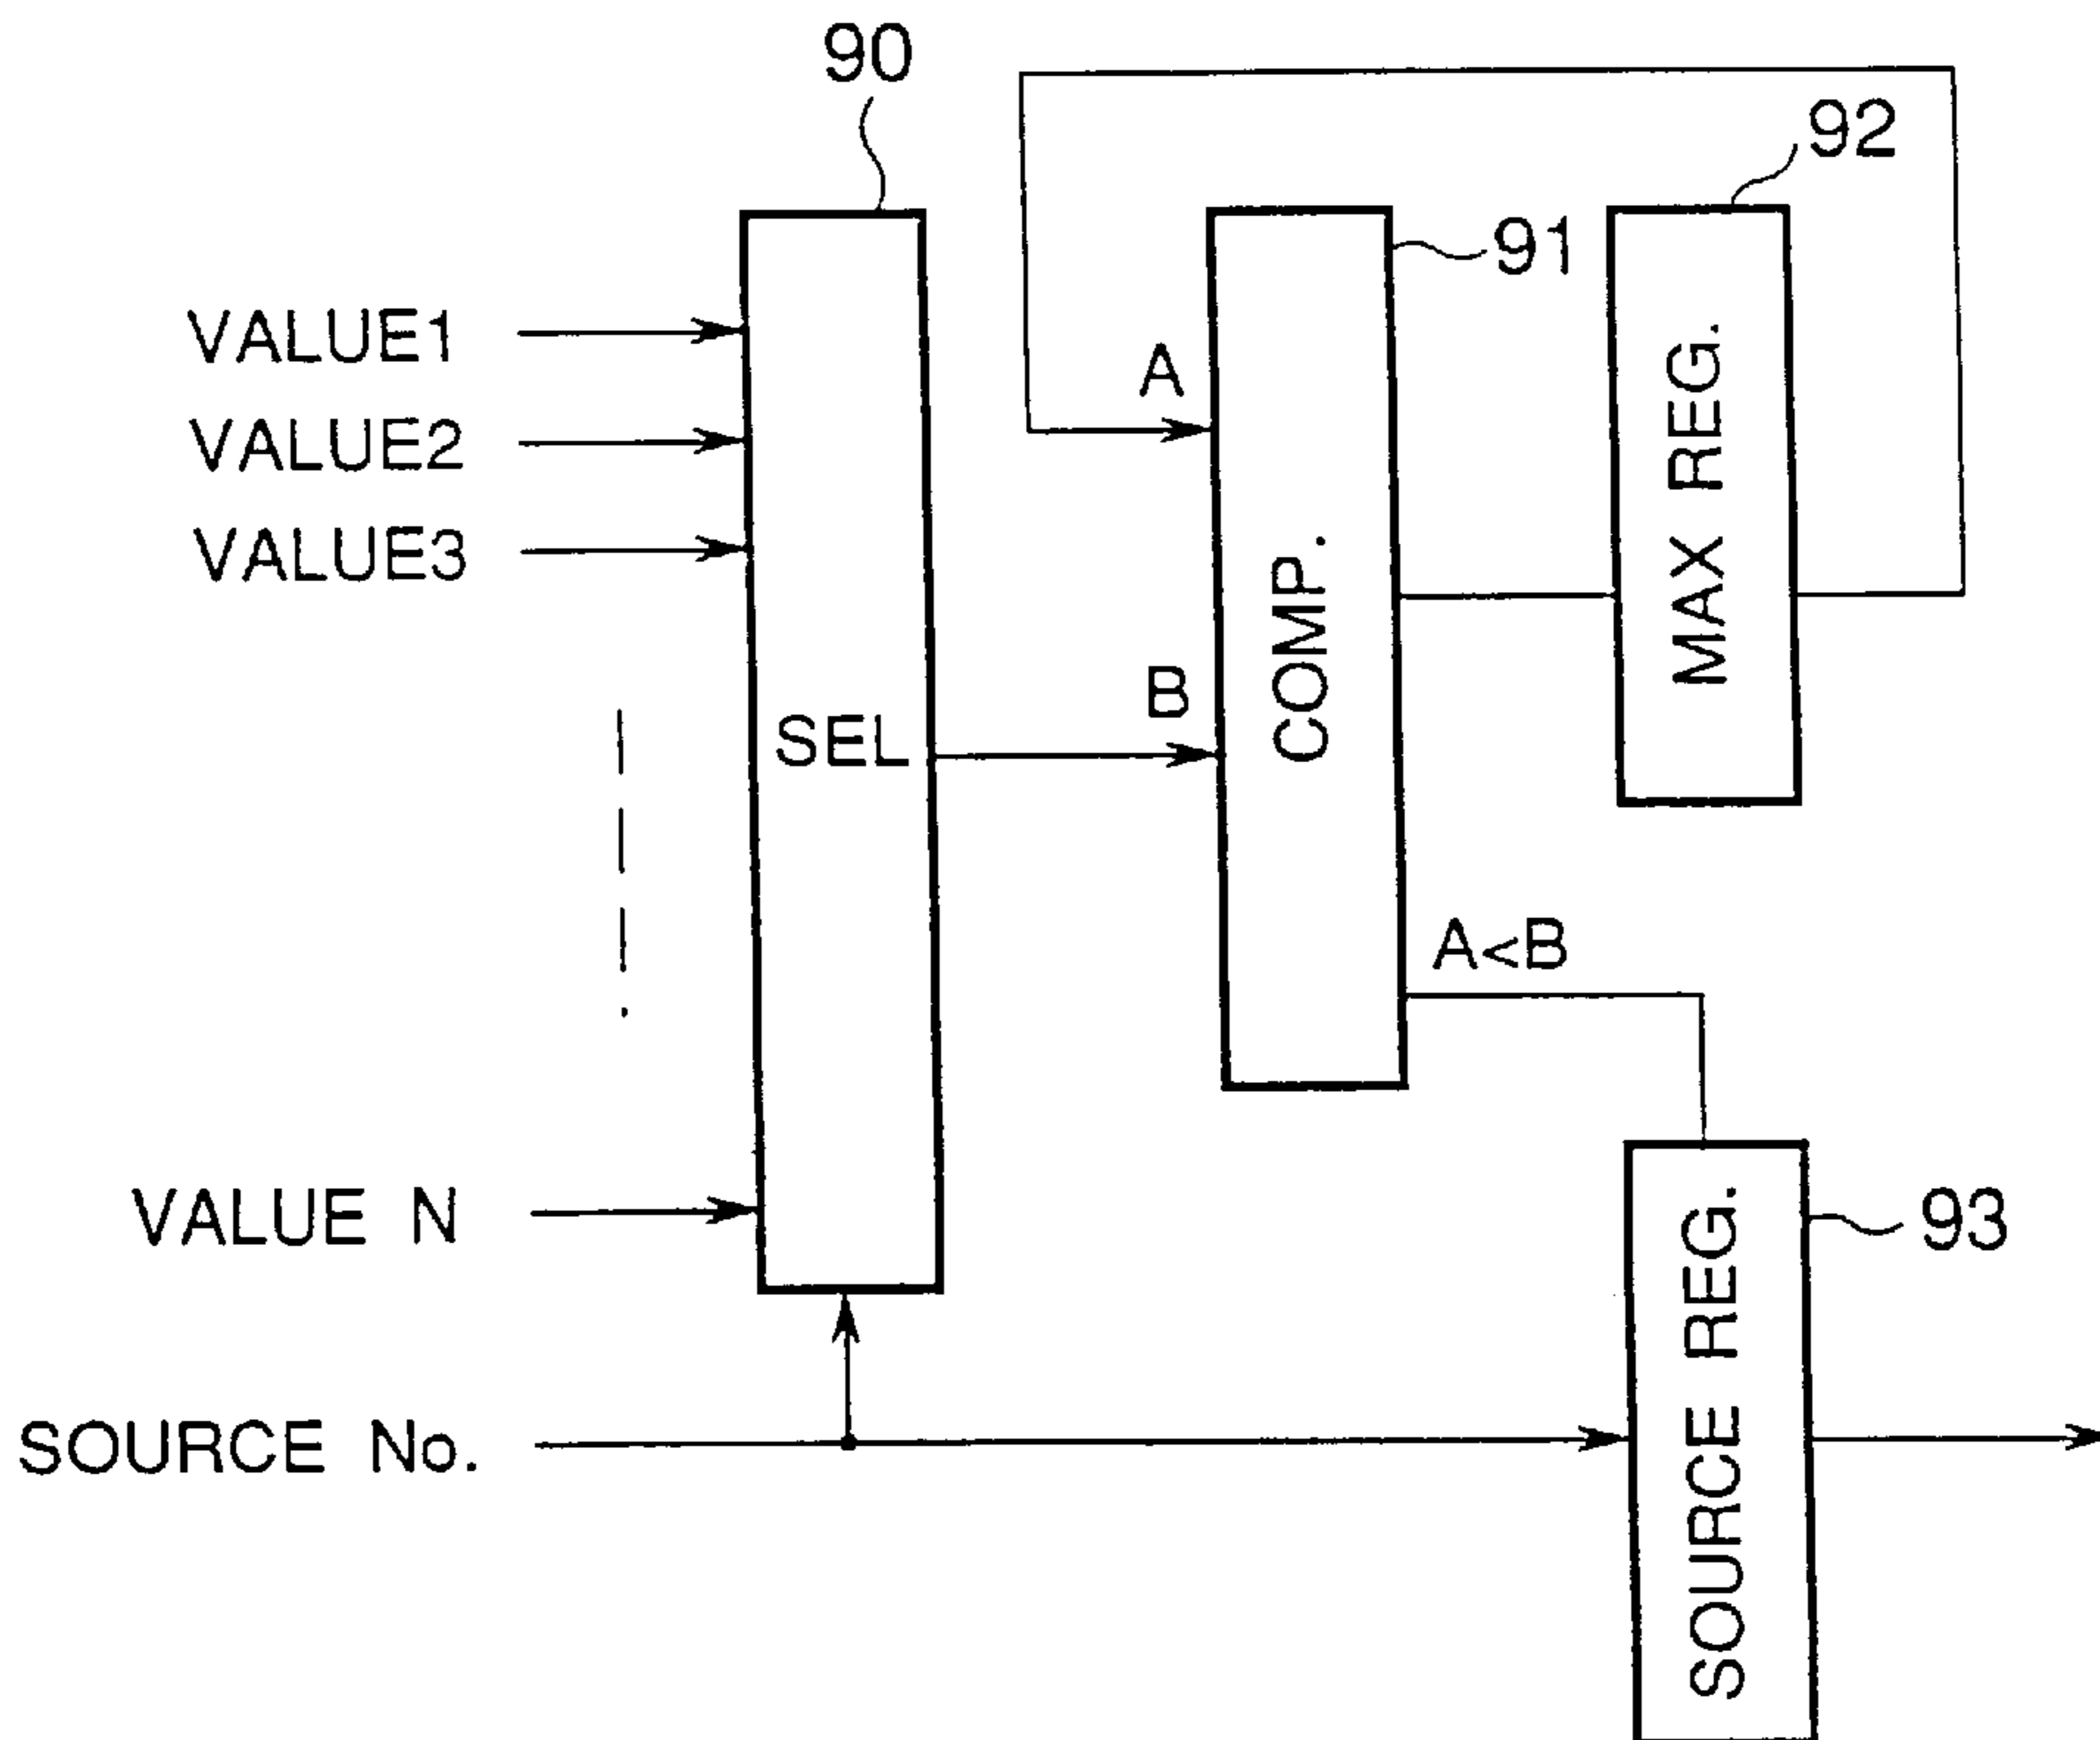 90
92
91
VALUE1
VALUE2
VALUE3
A
MAX REG.
B
SEL
COMP.
A<B
VALUE N
93
SOURCE No.
SOURCE REG.